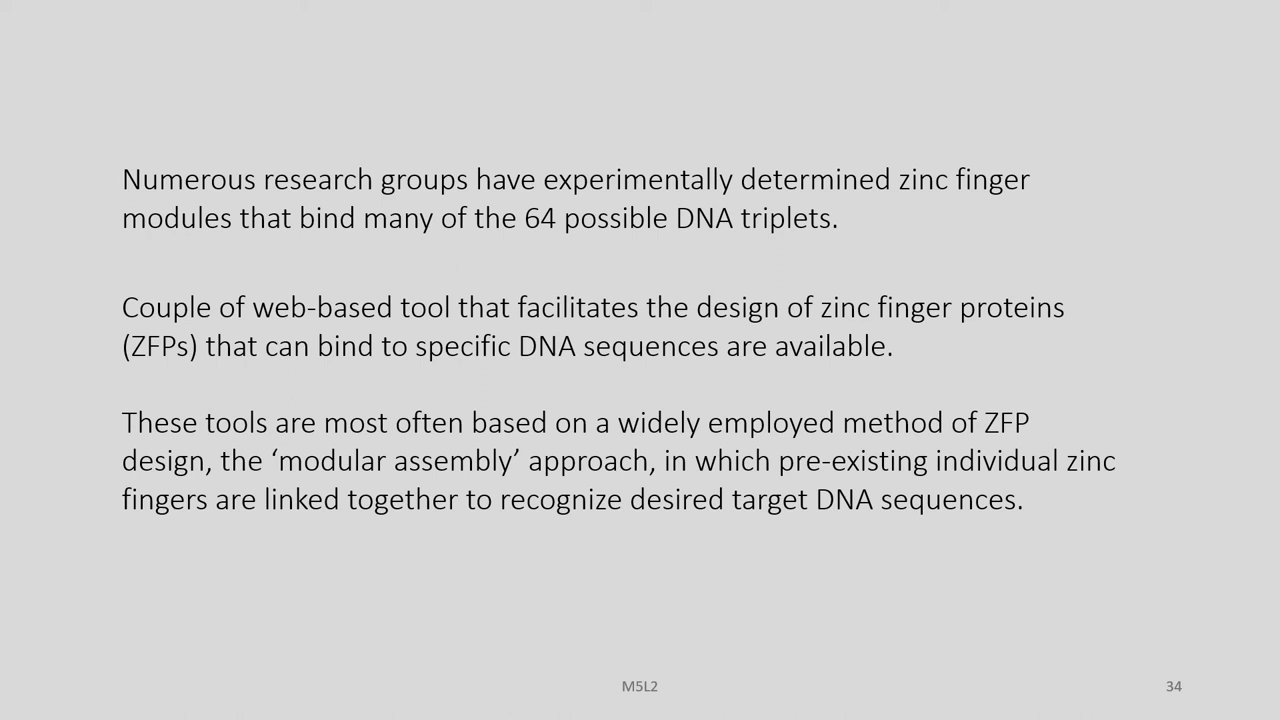 Numerous research groups have experimentally determined zinc finger
modules that bind many of the 64 possible DNA triplets.
Couple of web-based tool that facilitates the design of zinc finger proteins
(ZFPs) that can bind to specific DNA sequences are available.
These tools are most often based on a widely employed method of ZFP
design, the ‘modular assembly’ approach, in which pre-existing individual zinc
fingers are linked together to recognize desired target DNA sequences.
M5L2
34